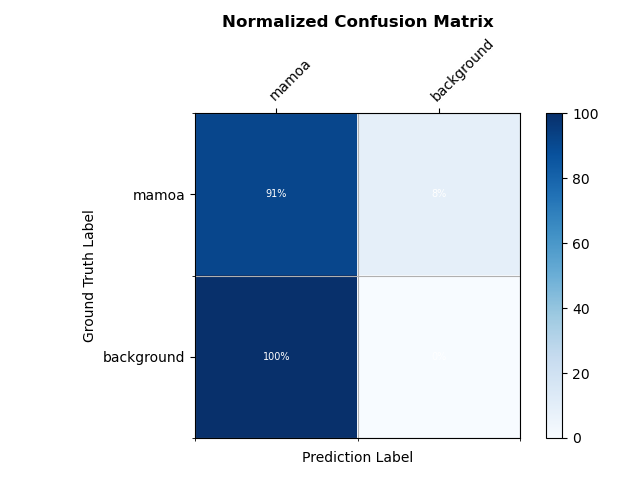 Normalized Confusion Matrix
mamoa
background
mamoa
91%
8%
background
100%
Ground Truth Label
Prediction Label
100
80
60
40
20
0